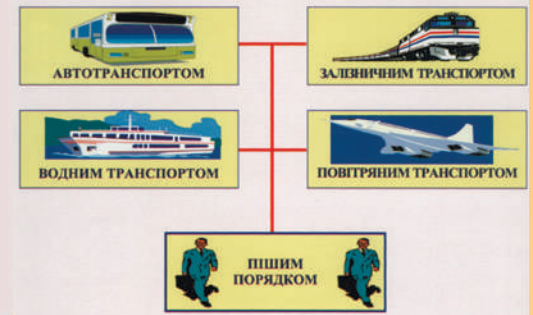 АВТОТРАНСПОРТОМ
ЗАЛІЗНИЧНИМ ТРАНСПОРТОМ
ВОДНИМ ТРАНСПОРТОМ
ПОВІТРЯНИМ ТРАНСПОРТОМ
ПІШИМ
ПОРЯДКОМ